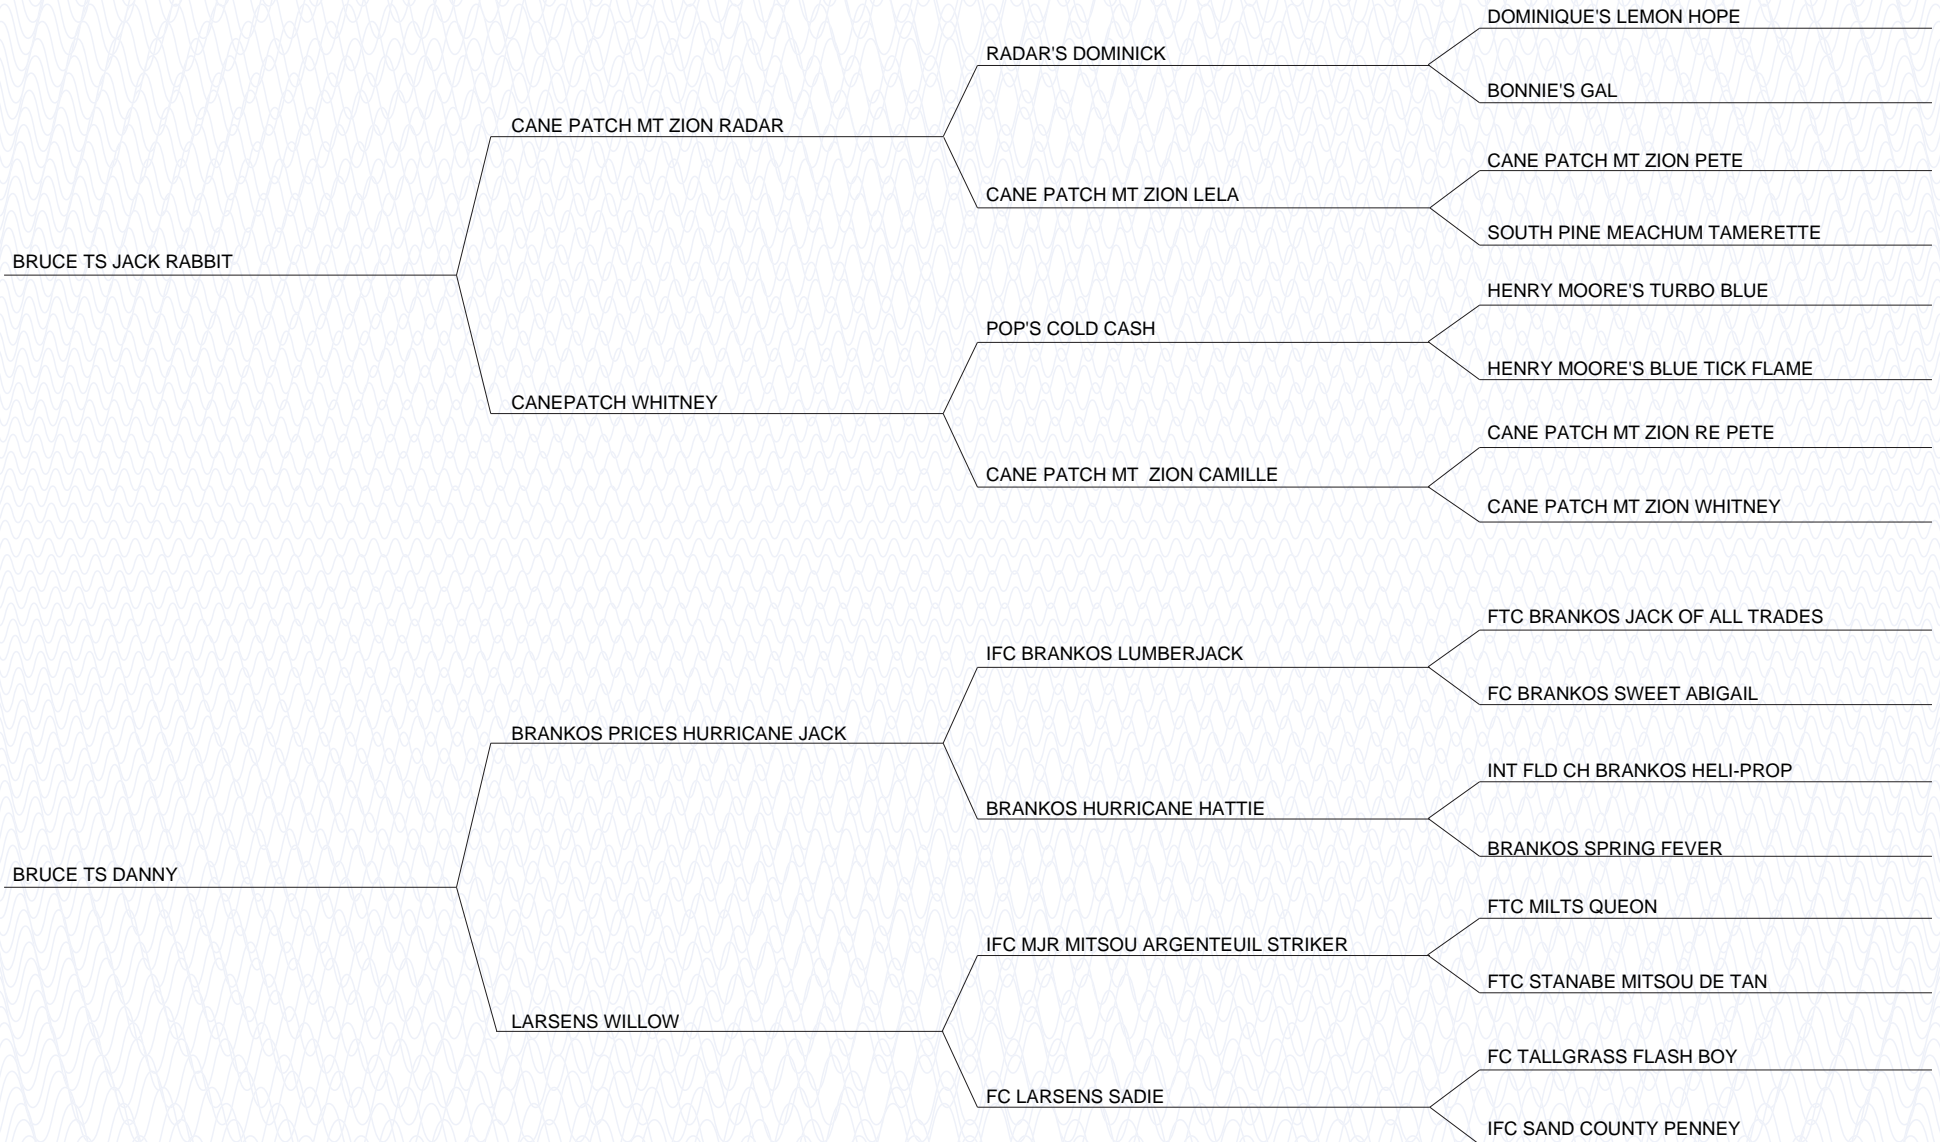 DOMINIQUE'S LEMON HOPE
RADAR'S DOMINICK
BONNIE'S GAL
CANE PATCH MT ZION RADAR
CANE PATCH MT ZION PETE
CANE PATCH MT ZION LELA
SOUTH PINE MEACHUM TAMERETTE
BRUCE TS JACK RABBIT
HENRY MOORE'S TURBO BLUE
POP'S COLD CASH
HENRY MOORE'S BLUE TICK FLAME
CANEPATCH WHITNEY
CANE PATCH MT ZION RE PETE
CANE PATCH MT  ZION CAMILLE
CANE PATCH MT ZION WHITNEY
FTC BRANKOS JACK OF ALL TRADES
IFC BRANKOS LUMBERJACK
FC BRANKOS SWEET ABIGAIL
BRANKOS PRICES HURRICANE JACK
INT FLD CH BRANKOS HELI-PROP
BRANKOS HURRICANE HATTIE
BRANKOS SPRING FEVER
BRUCE TS DANNY
FTC MILTS QUEON
IFC MJR MITSOU ARGENTEUIL STRIKER
FTC STANABE MITSOU DE TAN
LARSENS WILLOW
FC TALLGRASS FLASH BOY
FC LARSENS SADIE
IFC SAND COUNTY PENNEY